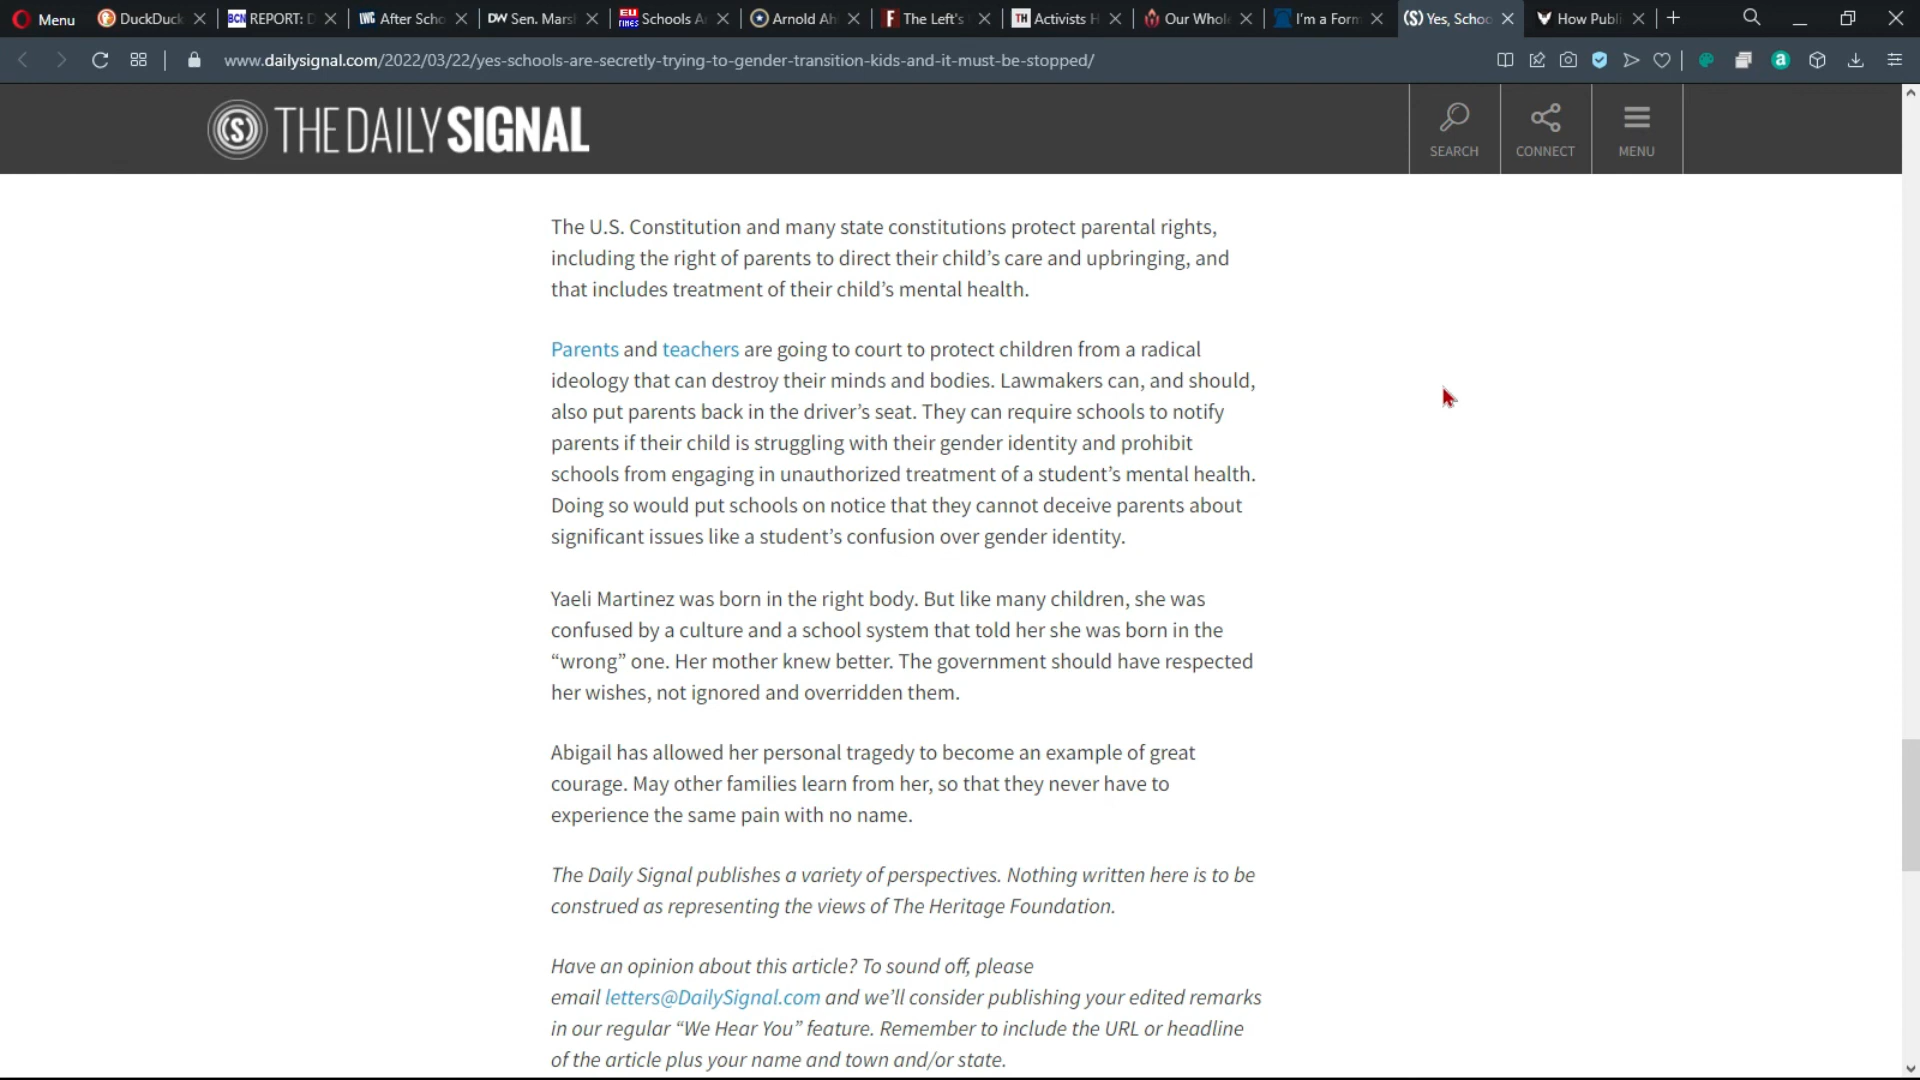 Menu
DuckDuck
BCN REPORT: D
IWC After Scho
DW Sen. Marsh
EU TIMES Schools A
Arnold Ah
F The Left's
TH Activists H
Our Whol
I'm a Form
(S) Yes, Schoo
How Publi
www.dailysignal.com/2022/03/22/yes-schools-are-secretly-trying-to-gender-transition-kids-and-it-must-be-stopped/
(S) THE DAILY SIGNAL
SEARCH
CONNECT
MENU
The U.S. Constitution and many state constitutions protect parental rights,
including the right of parents to direct their child’s care and upbringing, and
that includes treatment of their child’s mental health.
Parents and teachers are going to court to protect children from a radical
ideology that can destroy their minds and bodies. Lawmakers can, and should,
also put parents back in the driver’s seat. They can require schools to notify
parents if their child is struggling with their gender identity and prohibit
schools from engaging in unauthorized treatment of a student’s mental health.
Doing so would put schools on notice that they cannot deceive parents about
significant issues like a student’s confusion over gender identity.
Yaeli Martinez was born in the right body. But like many children, she was
confused by a culture and a school system that told her she was born in the
“wrong” one. Her mother knew better. The government should have respected
her wishes, not ignored and overridden them.
Abigail has allowed her personal tragedy to become an example of great
courage. May other families learn from her, so that they never have to
experience the same pain with no name.
The Daily Signal publishes a variety of perspectives. Nothing written here is to be
construed as representing the views of The Heritage Foundation.
Have an opinion about this article? To sound off, please
email letters@DailySignal.com and we’ll consider publishing your edited remarks
in our regular “We Hear You” feature. Remember to include the URL or headline
of the article plus your name and town and/or state.